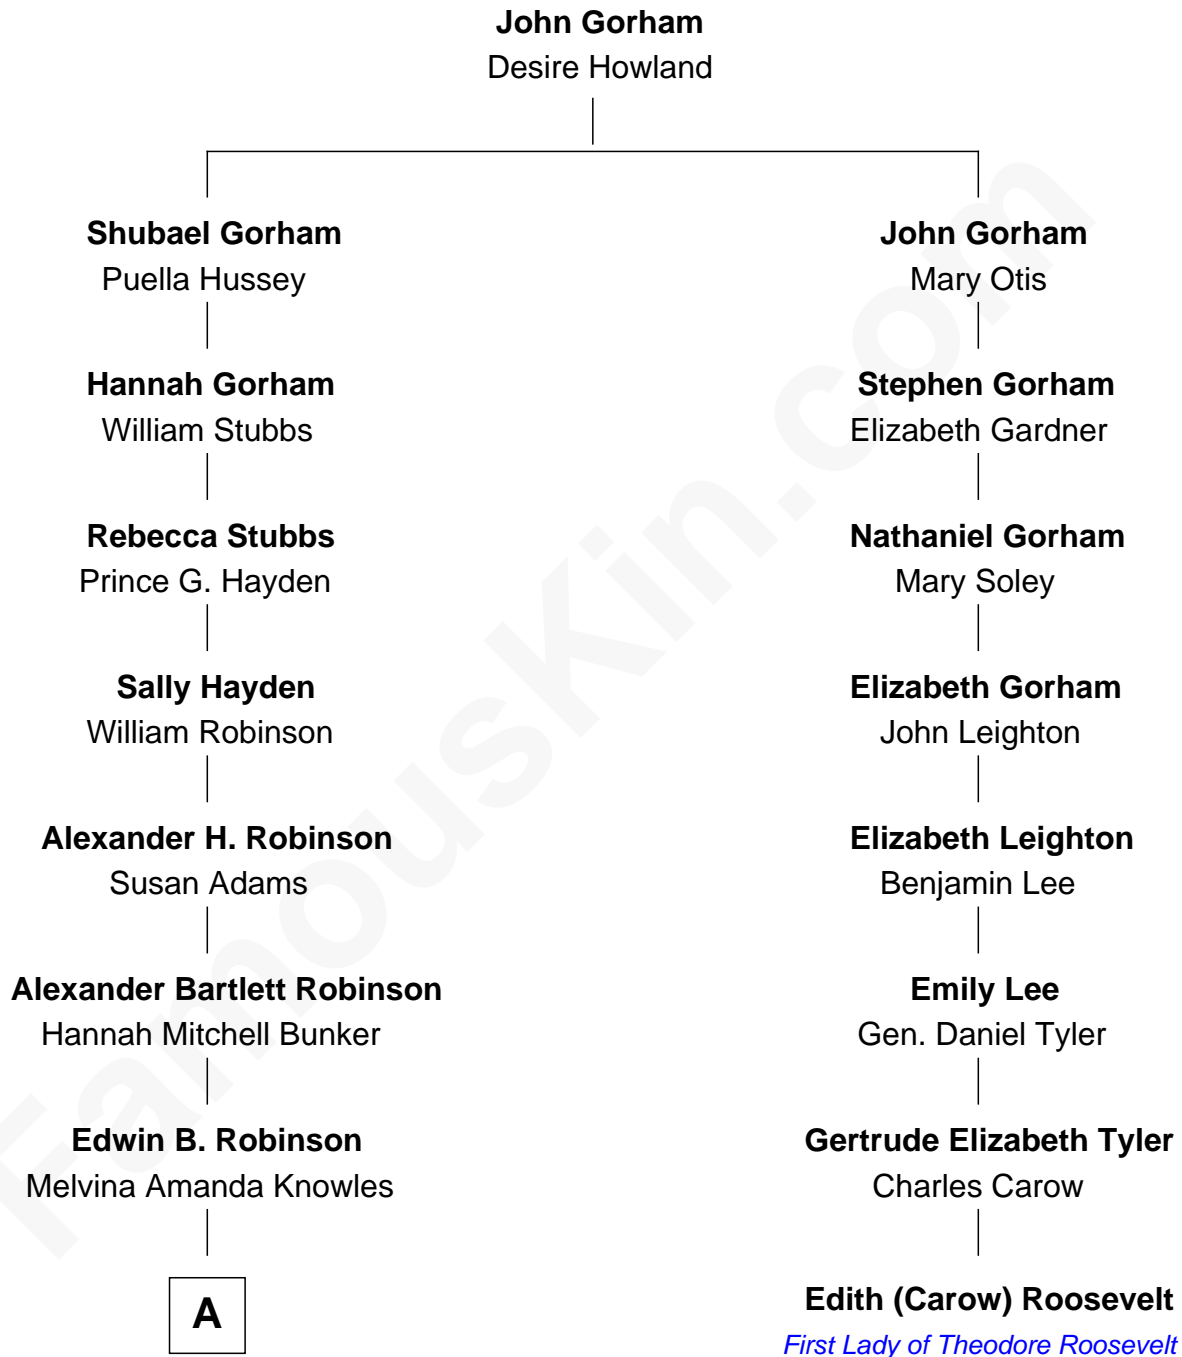 John Gorham
Desire Howland
Shubael Gorham
Puella Hussey
John Gorham
Mary Otis
Hannah Gorham
William Stubbs
Stephen Gorham
Elizabeth Gardner
Rebecca Stubbs
Prince G. Hayden
Nathaniel Gorham
Mary Soley
Sally Hayden
William Robinson
Elizabeth Gorham
John Leighton
Alexander H. Robinson
Susan Adams
Elizabeth Leighton
Benjamin Lee
Alexander Bartlett Robinson
Hannah Mitchell Bunker
Emily Lee
Gen. Daniel Tyler
Edwin B. Robinson
Melvina Amanda Knowles
Gertrude Elizabeth Tyler
Charles Carow
A
Edith (Carow) Roosevelt
First Lady of Theodore Roosevelt
FamousKin.com